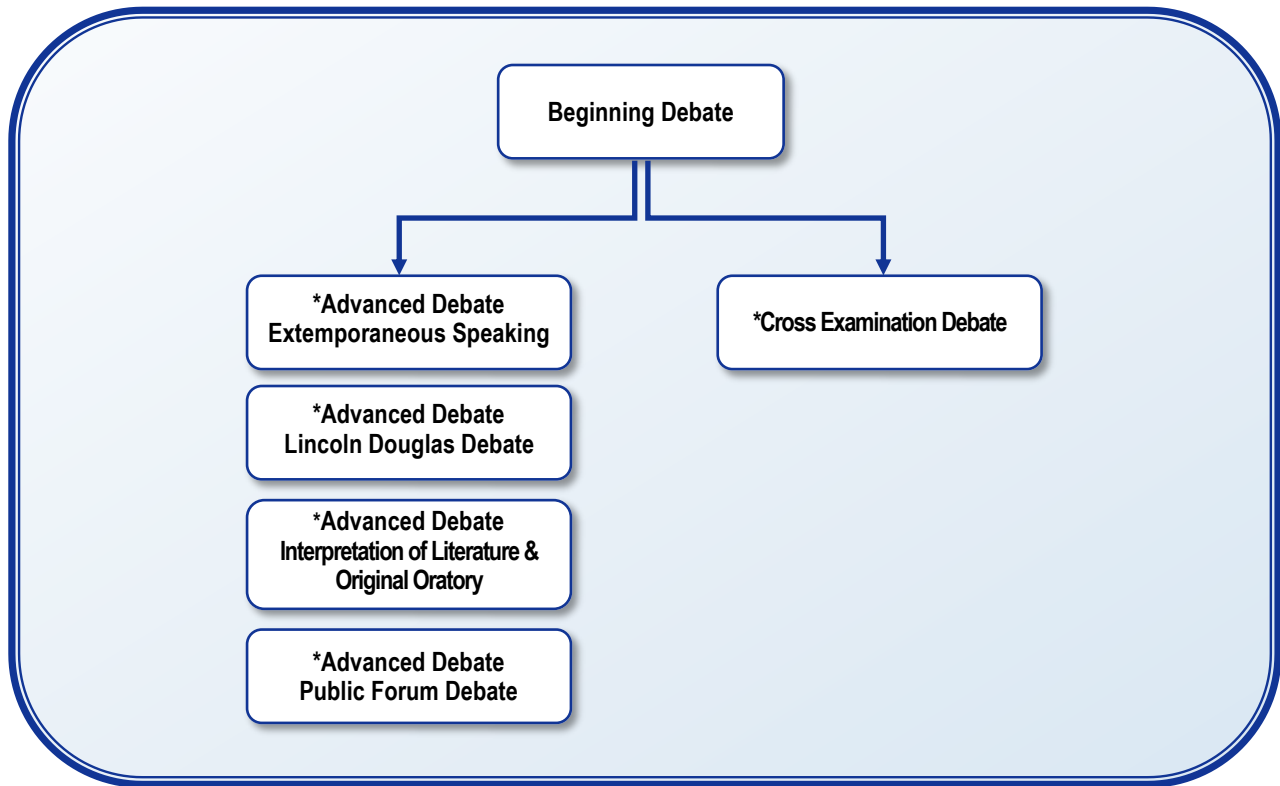 Beginning Debate
*Advanced Debate
Extemporaneous Speaking
*Cross Examination Debate
*Advanced Debate
Lincoln Douglas Debate
*Advanced Debate
Interpretation of Literature &
Original Oratory
*Advanced Debate
Public Forum Debate